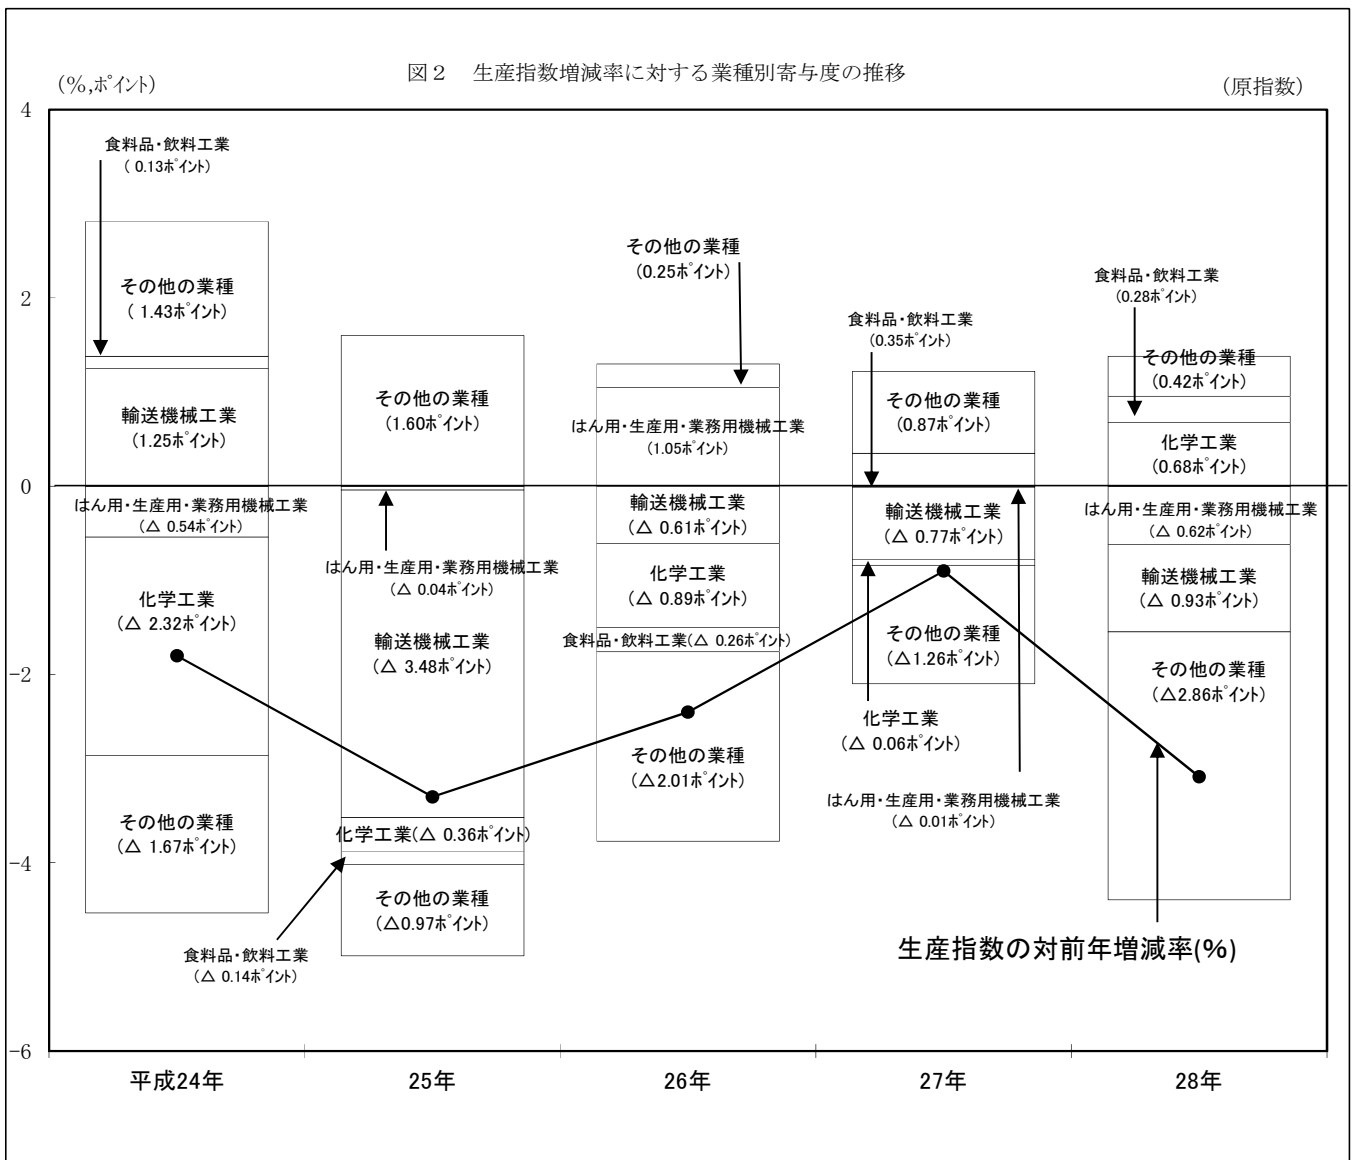 図2 生産指数増減率に対する業種別寄与度の推移
(%,ﾎﾟｲﾝﾄ)
(原指数)
4
2
0
-2
-4
-6
食料品・飲料工業
( 0.13ﾎﾟｲﾝﾄ)
その他の業種
( 1.43ﾎﾟｲﾝﾄ)
輸送機械工業
(1.25ﾎﾟｲﾝﾄ)
はん用・生産用・業務用機械工業
(△ 0.54ﾎﾟｲﾝﾄ)
化学工業
(△ 2.32ﾎﾟｲﾝﾄ)
その他の業種
(△ 1.67ﾎﾟｲﾝﾄ)
その他の業種
(1.60ﾎﾟｲﾝﾄ)
はん用・生産用・業務用機械工業
(△ 0.04ﾎﾟｲﾝﾄ)
輸送機械工業
(△ 3.48ﾎﾟｲﾝﾄ)
化学工業(△ 0.36ﾎﾟｲﾝﾄ)
その他の業種
(△0.97ﾎﾟｲﾝﾄ)
食料品・飲料工業
(△ 0.14ﾎﾟｲﾝﾄ)
その他の業種
(0.25ﾎﾟｲﾝﾄ)
はん用・生産用・業務用機械工業
(1.05ﾎﾟｲﾝﾄ)
輸送機械工業
(△ 0.61ﾎﾟｲﾝﾄ)
化学工業
(△ 0.89ﾎﾟｲﾝﾄ)
食料品・飲料工業(△ 0.26ﾎﾟｲﾝﾄ)
その他の業種
(△2.01ﾎﾟｲﾝﾄ)
食料品・飲料工業
(0.35ﾎﾟｲﾝﾄ)
その他の業種
(0.87ﾎﾟｲﾝﾄ)
輸送機械工業
(△ 0.77ﾎﾟｲﾝﾄ)
その他の業種
(△1.26ﾎﾟｲﾝﾄ)
化学工業
(△ 0.06ﾎﾟｲﾝﾄ)
はん用・生産用・業務用機械工業
(△ 0.01ﾎﾟｲﾝﾄ)
食料品・飲料工業
(0.28ﾎﾟｲﾝﾄ)
その他の業種
(0.42ﾎﾟｲﾝﾄ)
化学工業
(0.68ﾎﾟｲﾝﾄ)
はん用・生産用・業務用機械工業
(△ 0.62ﾎﾟｲﾝﾄ)
輸送機械工業
(△ 0.93ﾎﾟｲﾝﾄ)
その他の業種
(△2.86ﾎﾟｲﾝﾄ)
生産指数の対前年増減率(%)
平成24年
25年
26年
27年
28年